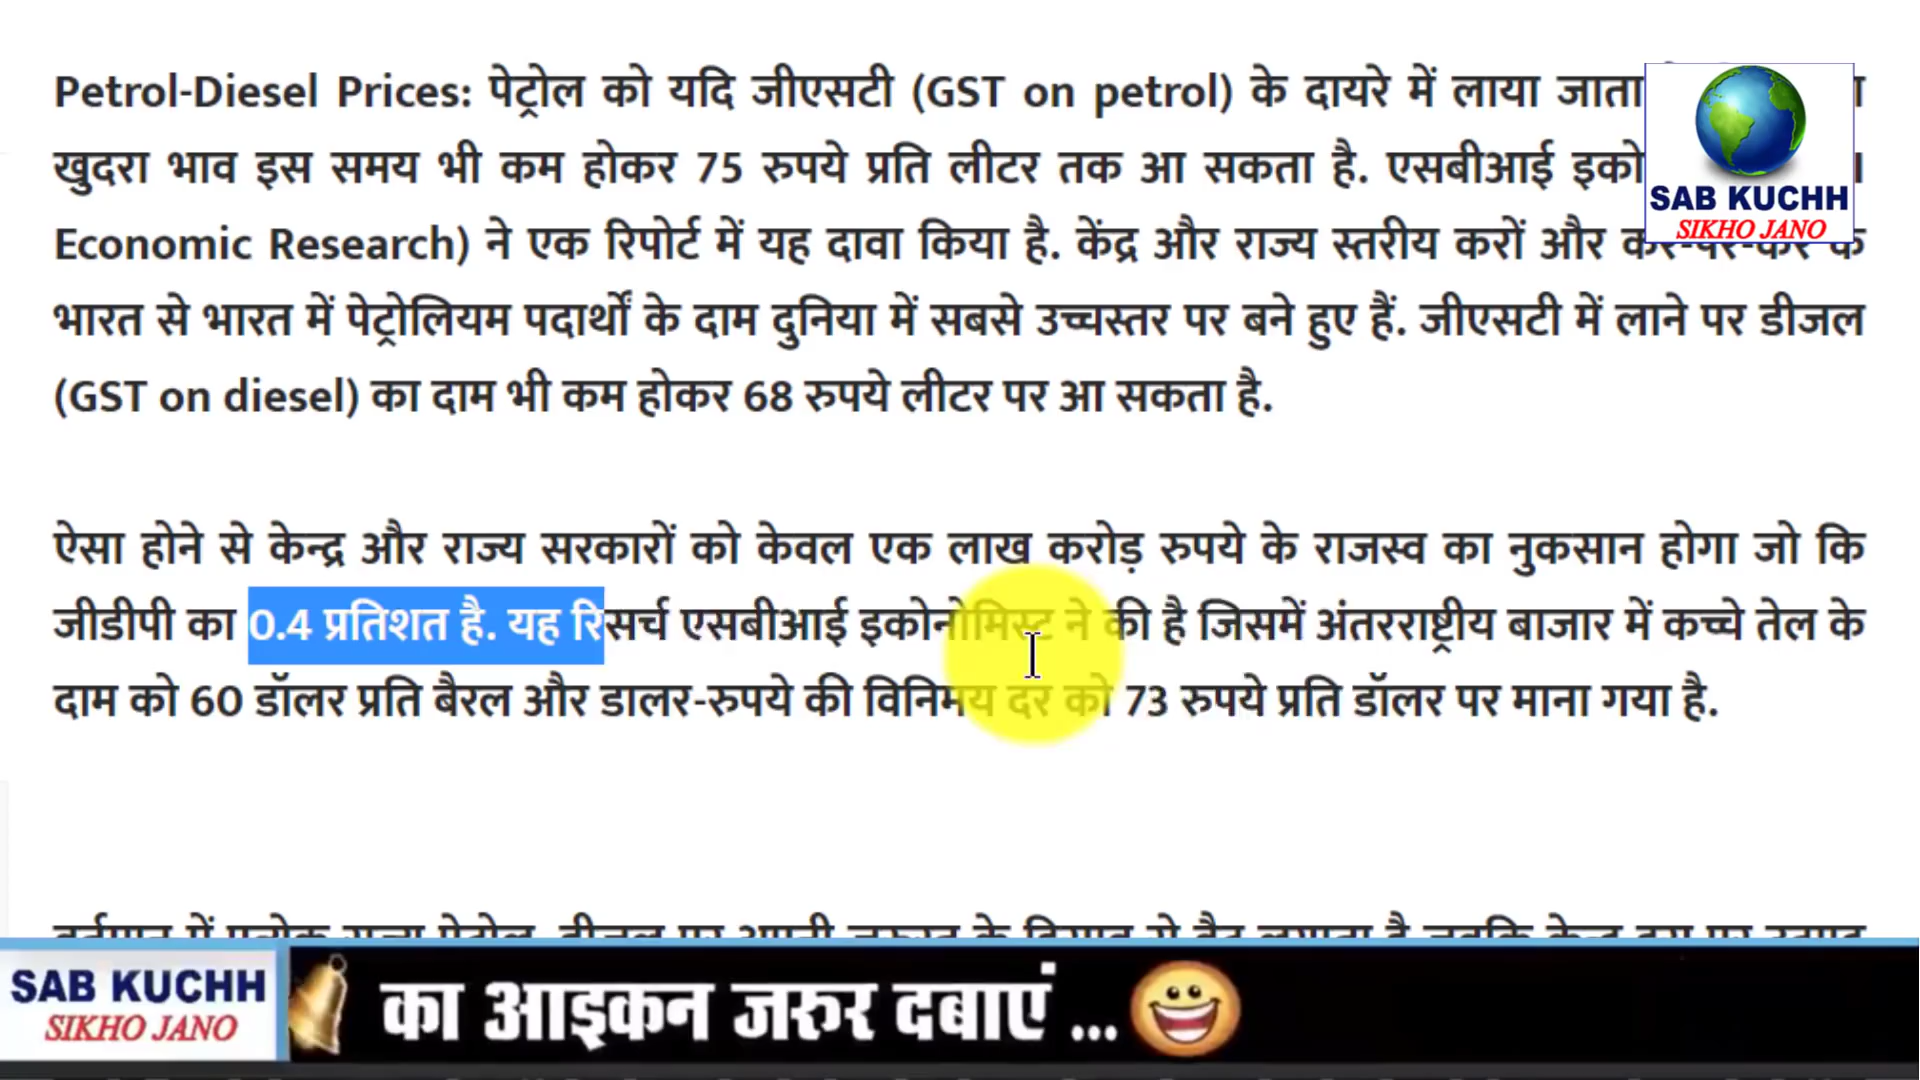 Petrol-Diesel Prices: पेट्रोल को यदि जीएसटी (GST on petrol) के दायरे में लाया जाता
खुदरा भाव इस समय भी कम होकर 75 रुपये प्रति लीटर तक आ सकता है. एसबीआई
Economic Research) ने एक रिपोर्ट में यह दावा किया है. केंद्र और राज्य स्तरीय करों और कर-पर-कर के
भारत से भारत में पेट्रोलियम पदार्थों के दाम दुनिया में सबसे उच्चस्तर पर बने हुए हैं. जीएसटी में लाने पर डीजल
(GST on diesel) का दाम भी कम होकर 68 रुपये लीटर पर आ सकता है.
ऐसा होने से केन्द्र और राज्य सरकारों को केवल एक लाख करोड़ रुपये के राजस्व का नुकसान होगा जो कि
जीडीपी का 0.4 प्रतिशत है. यह रिसर्च एसबीआई इकोनोमिस्ट ने की है जिसमें अंतरराष्ट्रीय बाजार में कच्चे तेल के
दाम को 60 डॉलर प्रति बैरल और डालर-रुपये की विनिमय दर को 73 रुपये प्रति डॉलर पर माना गया है.
SAB KUCHH
SIKHO JANO
SAB KUCHH
SIKHO JANO
का आइकन जरुर दबाएं ...